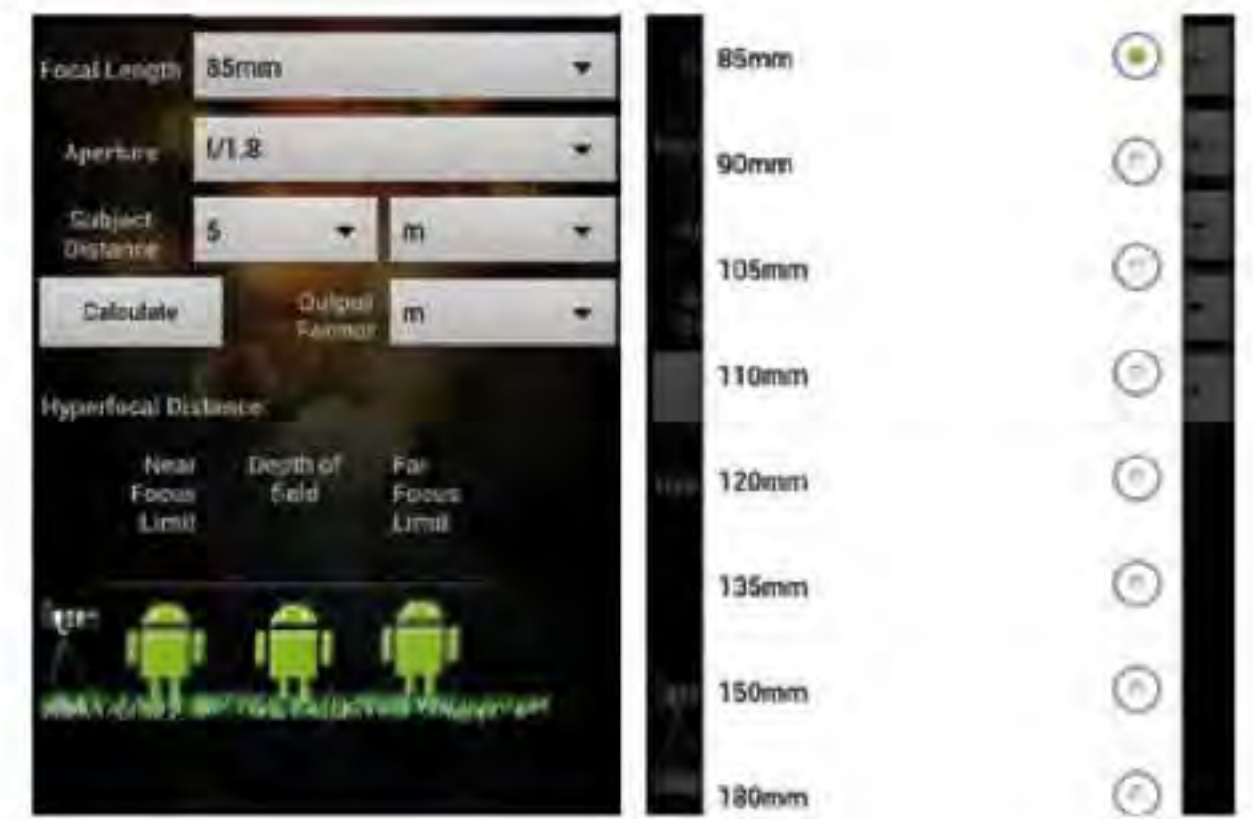 Focal Length 85mm
Aperture f/1.8
Subject
Distance
5 m
Calculate
Output
m
Hyperfocal Distance:
Near
Focus
Limit
Depth of
field
Far
Focus
Limit
85mm
90mm
105mm
110mm
120mm
135mm
150mm
180mm